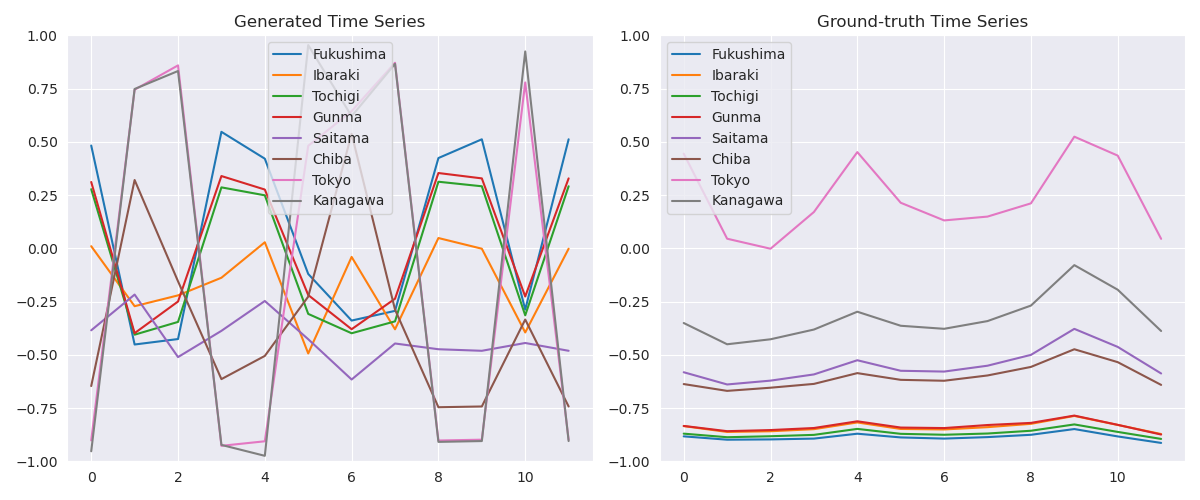 Generated Time Series
1.00
0.75
0.50
0.25
0.00
−0.25
−0.50
−0.75
−1.00
0 2 4 6 8 10
Fukushima
Ibaraki
Tochigi
Gunma
Saitama
Chiba
Tokyo
Kanagawa
Ground-truth Time Series
1.00
0.75
0.50
0.25
0.00
−0.25
−0.50
−0.75
−1.00
0 2 4 6 8 10
Fukushima
Ibaraki
Tochigi
Gunma
Saitama
Chiba
Tokyo
Kanagawa